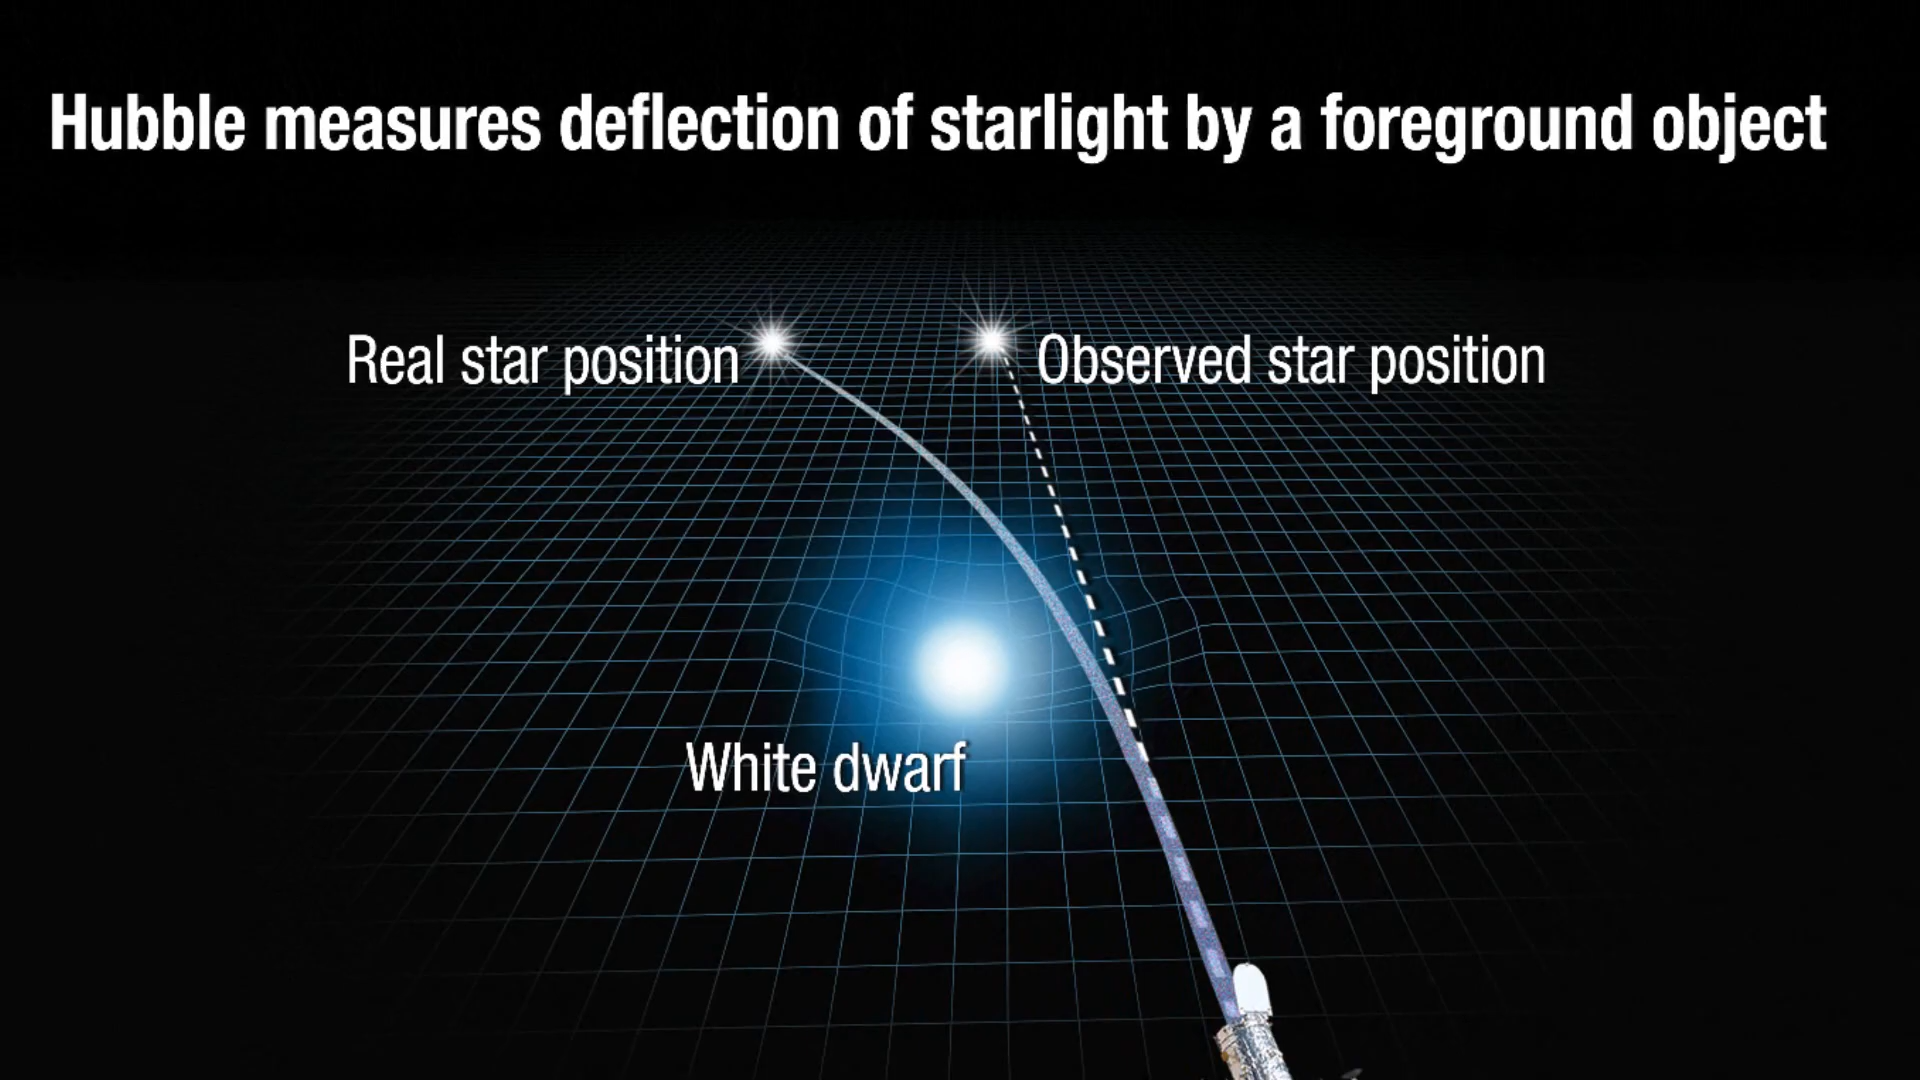 Hubble measures deflection of starlight by a foreground object
Real star position
Observed star position
White dwarf